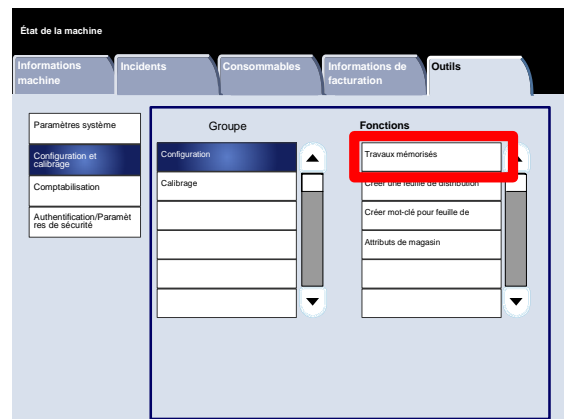 État de la machine
Informations
machine
Incidents
Consommables
Informations de
facturation
Outils
Paramètres système
Configuration et
calibrage
Comptabilisation
Authentification/Paramèt
res de sécurité
Groupe
Configuration
Calibrage
Fonctions
Travaux mémorisés
Créer une feuille de distribution
Créer mot-clé pour feuille de
Attributs de magasin